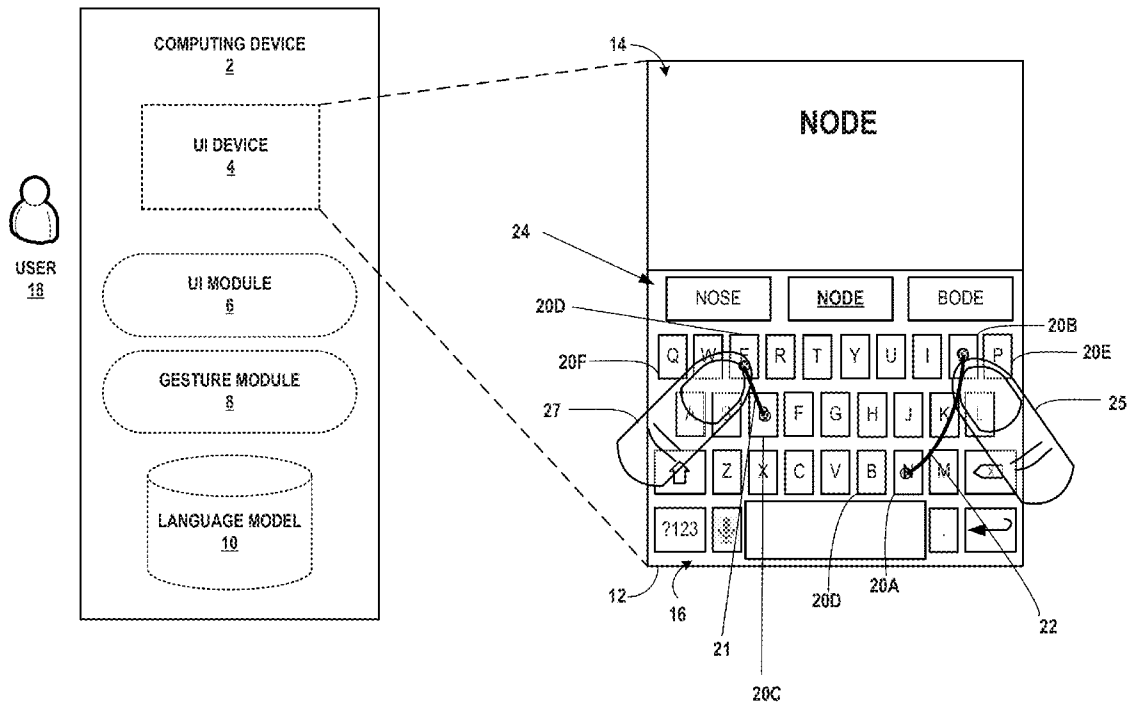 COMPUTING DEVICE
2
UI DEVICE
4
USER
18
UI MODULE
6
GESTURE MODULE
8
LANGUAGE MODEL
10
14
NODE
24
NOSE NODE BODE
20D
20B
20F
20E
Q W E R T Y U I P
27
25
A F G H J K
Z X C V B N M
?123 .
12
16
21
20D
20A
22
20C